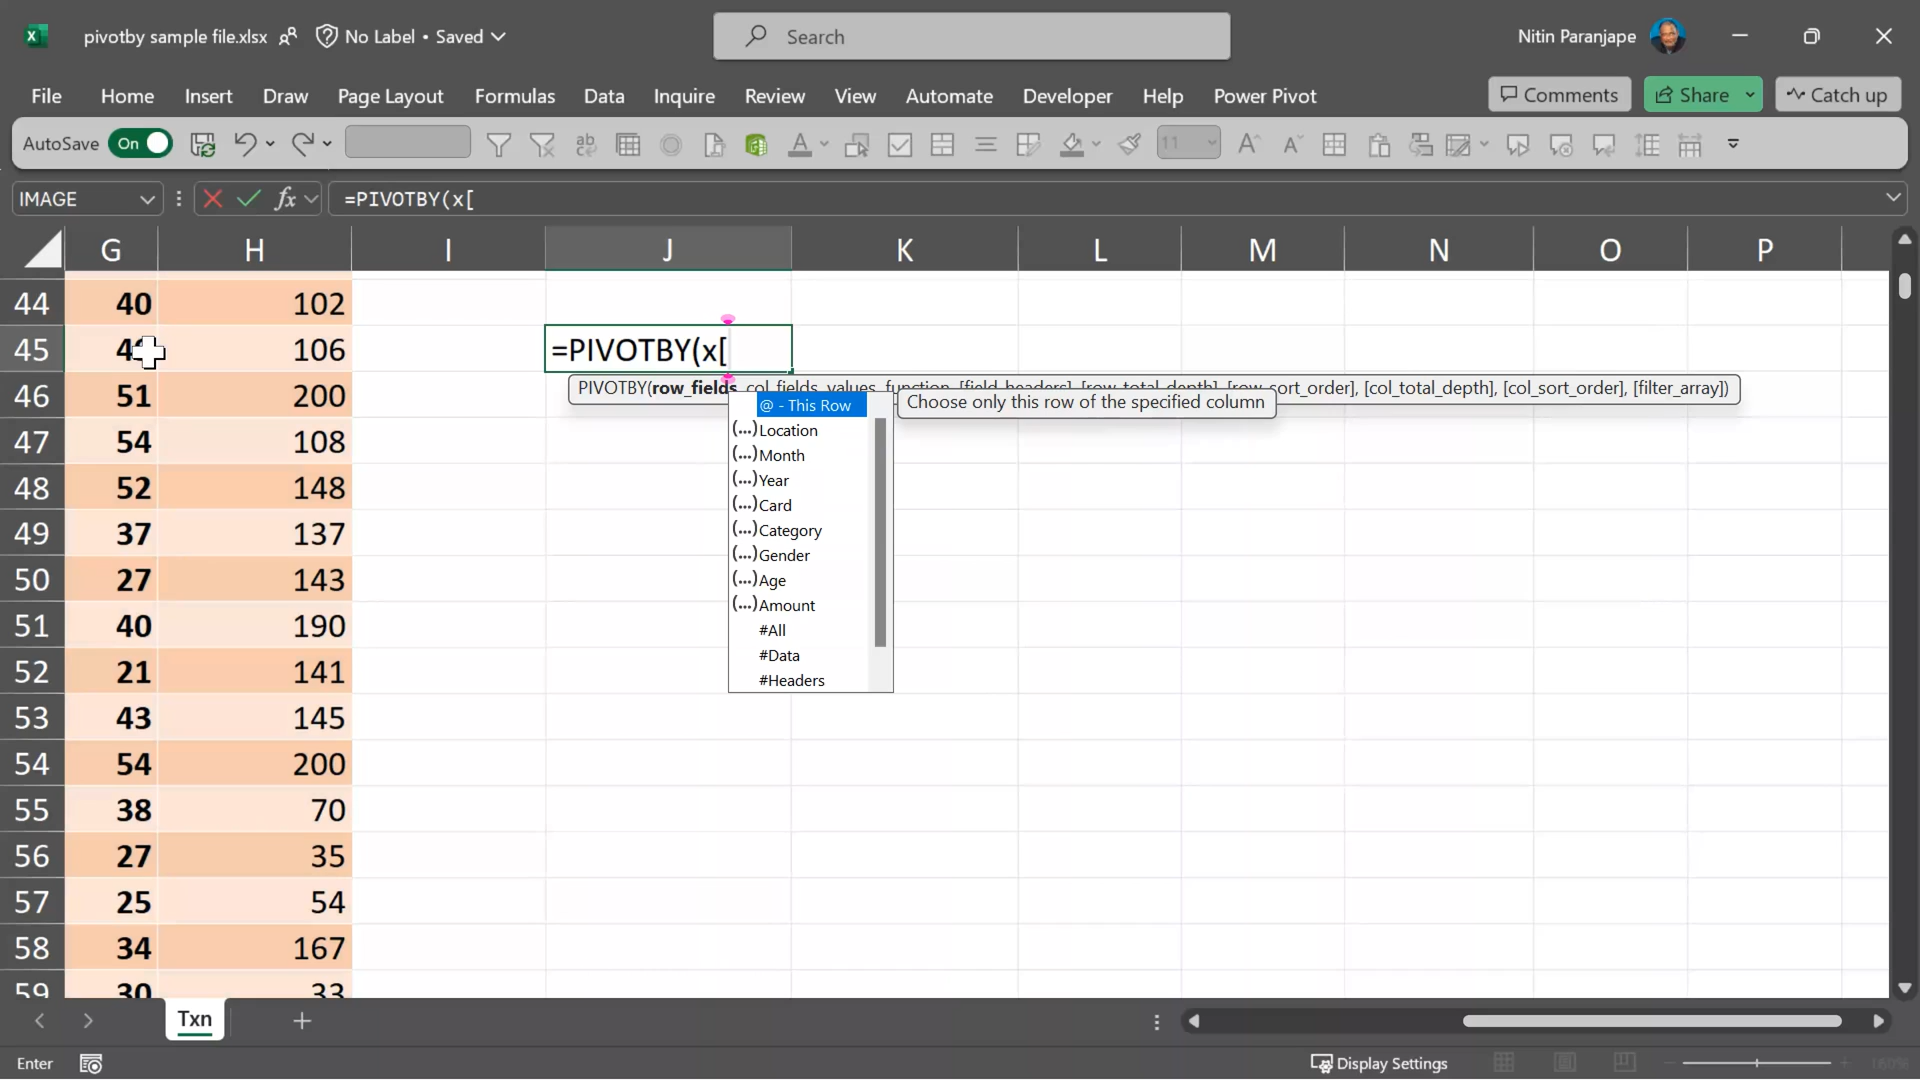 pivotby sample file.xlsx No Label • Saved
Search
Nitin Paranjape
File Home Insert Draw Page Layout Formulas Data Inquire Review View Automate Developer Help Power Pivot
Comments Share Catch up
AutoSave On
11
IMAGE fx =PIVOTBY(x[
G H I J K L M N O P
44 40 102
45 106 =PIVOTBY(x[
PIVOTBY(row_fields, col_fields, values, function, [field_headers], [row_total_depth], [row_sort_order], [col_total_depth], [col_sort_order], [filter_array])
@ - This Row
Choose only this row of the specified column
(...)Location
(...)Month
(...)Year
(...)Card
(...)Category
(...)Gender
(...)Age
(...)Amount
#All
#Data
#Headers
46 51 200
47 54 108
48 52 148
49 37 137
50 27 143
51 40 190
52 21 141
53 43 145
54 54 200
55 38 70
56 27 35
57 25 54
58 34 167
59 30 33
Txn
Enter
Display Settings
160%